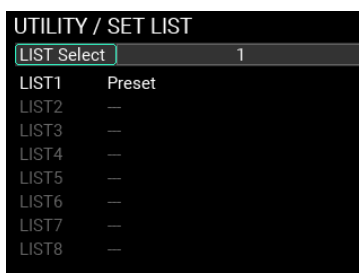 UTILITY / SET LIST
LIST Select 1
LIST1 Preset
LIST2 ---
LIST3 ---
LIST4 ---
LIST5 ---
LIST6 ---
LIST7 ---
LIST8 ---